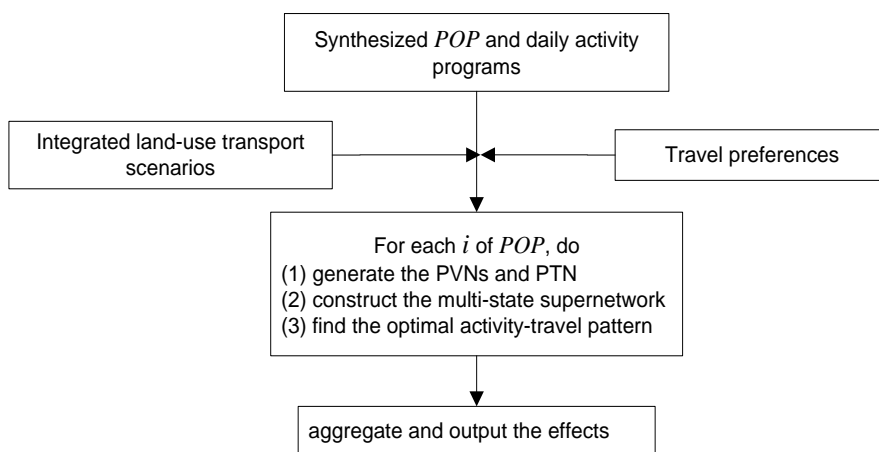 Synthesized POP and daily activity
programs
Integrated land-use transport
scenarios
Travel preferences
For each i of POP, do
(1) generate the PVNs and PTN
(2) construct the multi-state supernetwork
(3) find the optimal activity-travel pattern
aggregate and output the effects